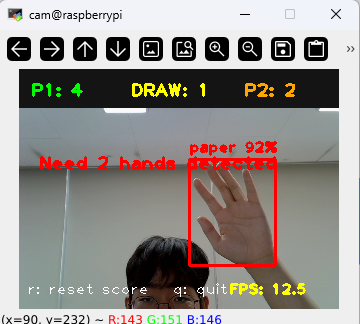 cam@raspberrypi
P1: 4 DRAW: 1 P2: 2
paper 92%
Need 2 hands detected
r: reset score q: quit FPS: 12.5
(x=90, y=232) ~ R:143 G:151 B:146